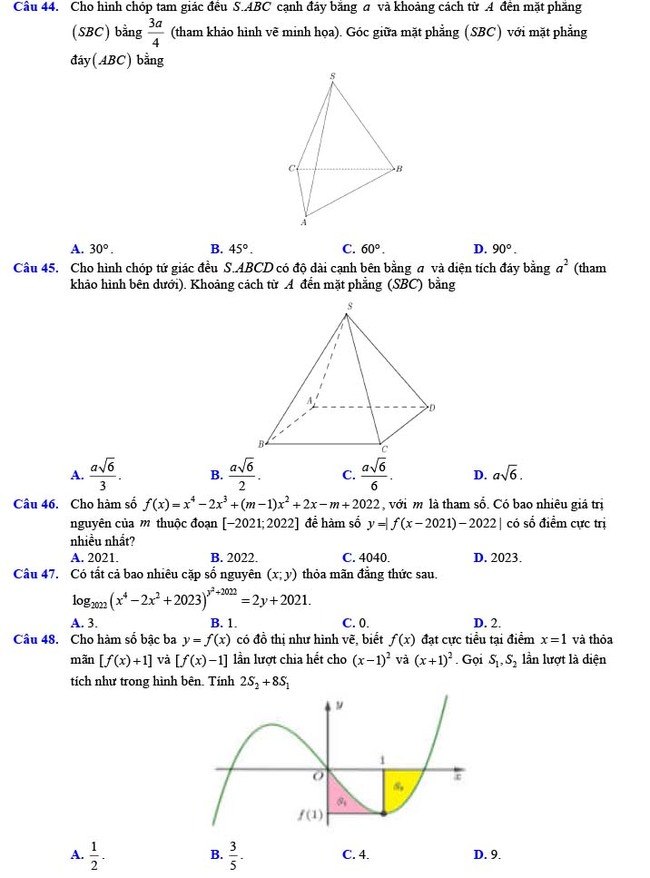 Câu 44. Cho hình chóp tam giác đều S.ABC cạnh đáy bằng a và khoảng cách từ A đến mặt phẳng
(SBC) bằng 3a/4 (tham khảo hình vẽ minh họa). Góc giữa mặt phẳng (SBC) với mặt phẳng
đáy(ABC) bằng
S
C
B
A
A. 30°. B. 45°. C. 60°. D. 90°.
Câu 45. Cho hình chóp tứ giác đều S.ABCD có độ dài cạnh bên bằng a và diện tích đáy bằng a² (tham
khảo hình bên dưới). Khoảng cách từ A đến mặt phẳng (SBC) bằng
S
A
D
B
C
A. a√6/3. B. a√6/2. C. a√6/6. D. a√6.
Câu 46. Cho hàm số f(x)=x⁴−2x³+(m−1)x²+2x−m+2022, với m là tham số. Có bao nhiêu giá trị
nguyên của m thuộc đoạn [−2021;2022] để hàm số y=|f(x−2021)−2022| có số điểm cực trị
nhiều nhất?
A. 2021. B. 2022. C. 4040. D. 2023.
Câu 47. Có tất cả bao nhiêu cặp số nguyên (x;y) thỏa mãn đẳng thức sau.
log₂₀₂₂(x⁴−2x²+2023)^(y²+2022)=2y+2021.
A. 3. B. 1. C. 0. D. 2.
Câu 48. Cho hàm số bậc ba y=f(x) có đồ thị như hình vẽ, biết f(x) đạt cực tiểu tại điểm x=1 và thỏa
mãn [f(x)+1] và [f(x)−1] lần lượt chia hết cho (x−1)² và (x+1)². Gọi S₁,S₂ lần lượt là diện
tích như trong hình bên. Tính 2S₂+8S₁
y
1
O
x
S₂
S₁
f(1)
A. 1/2. B. 3/5. C. 4. D. 9.